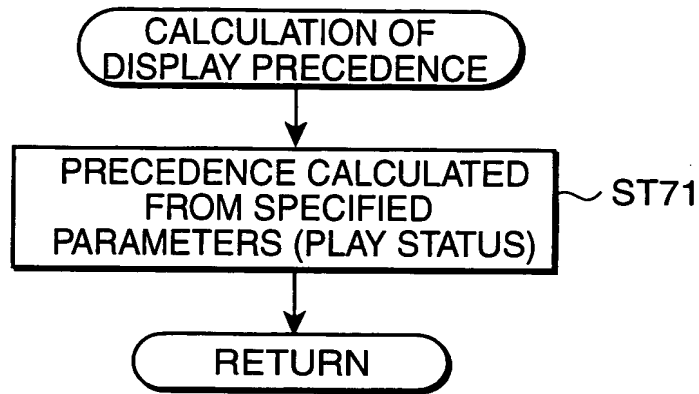 CALCULATION OF
DISPLAY PRECEDENCE
PRECEDENCE CALCULATED
FROM SPECIFIED
PARAMETERS (PLAY STATUS)
ST71
RETURN